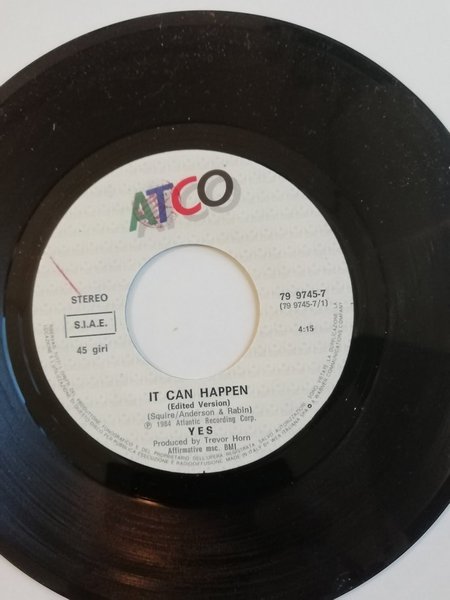 ATCO
STEREO
S.I.A.E.
45 giri
79 9745-7
(79 9745-7/1)
4:15
IT CAN HAPPEN
(Edited Version)
(Squire/Anderson & Rabin)
℗ 1984 Atlantic Recording Corp.
YES
Produced by Trevor Horn
Affirmative msc. BMI